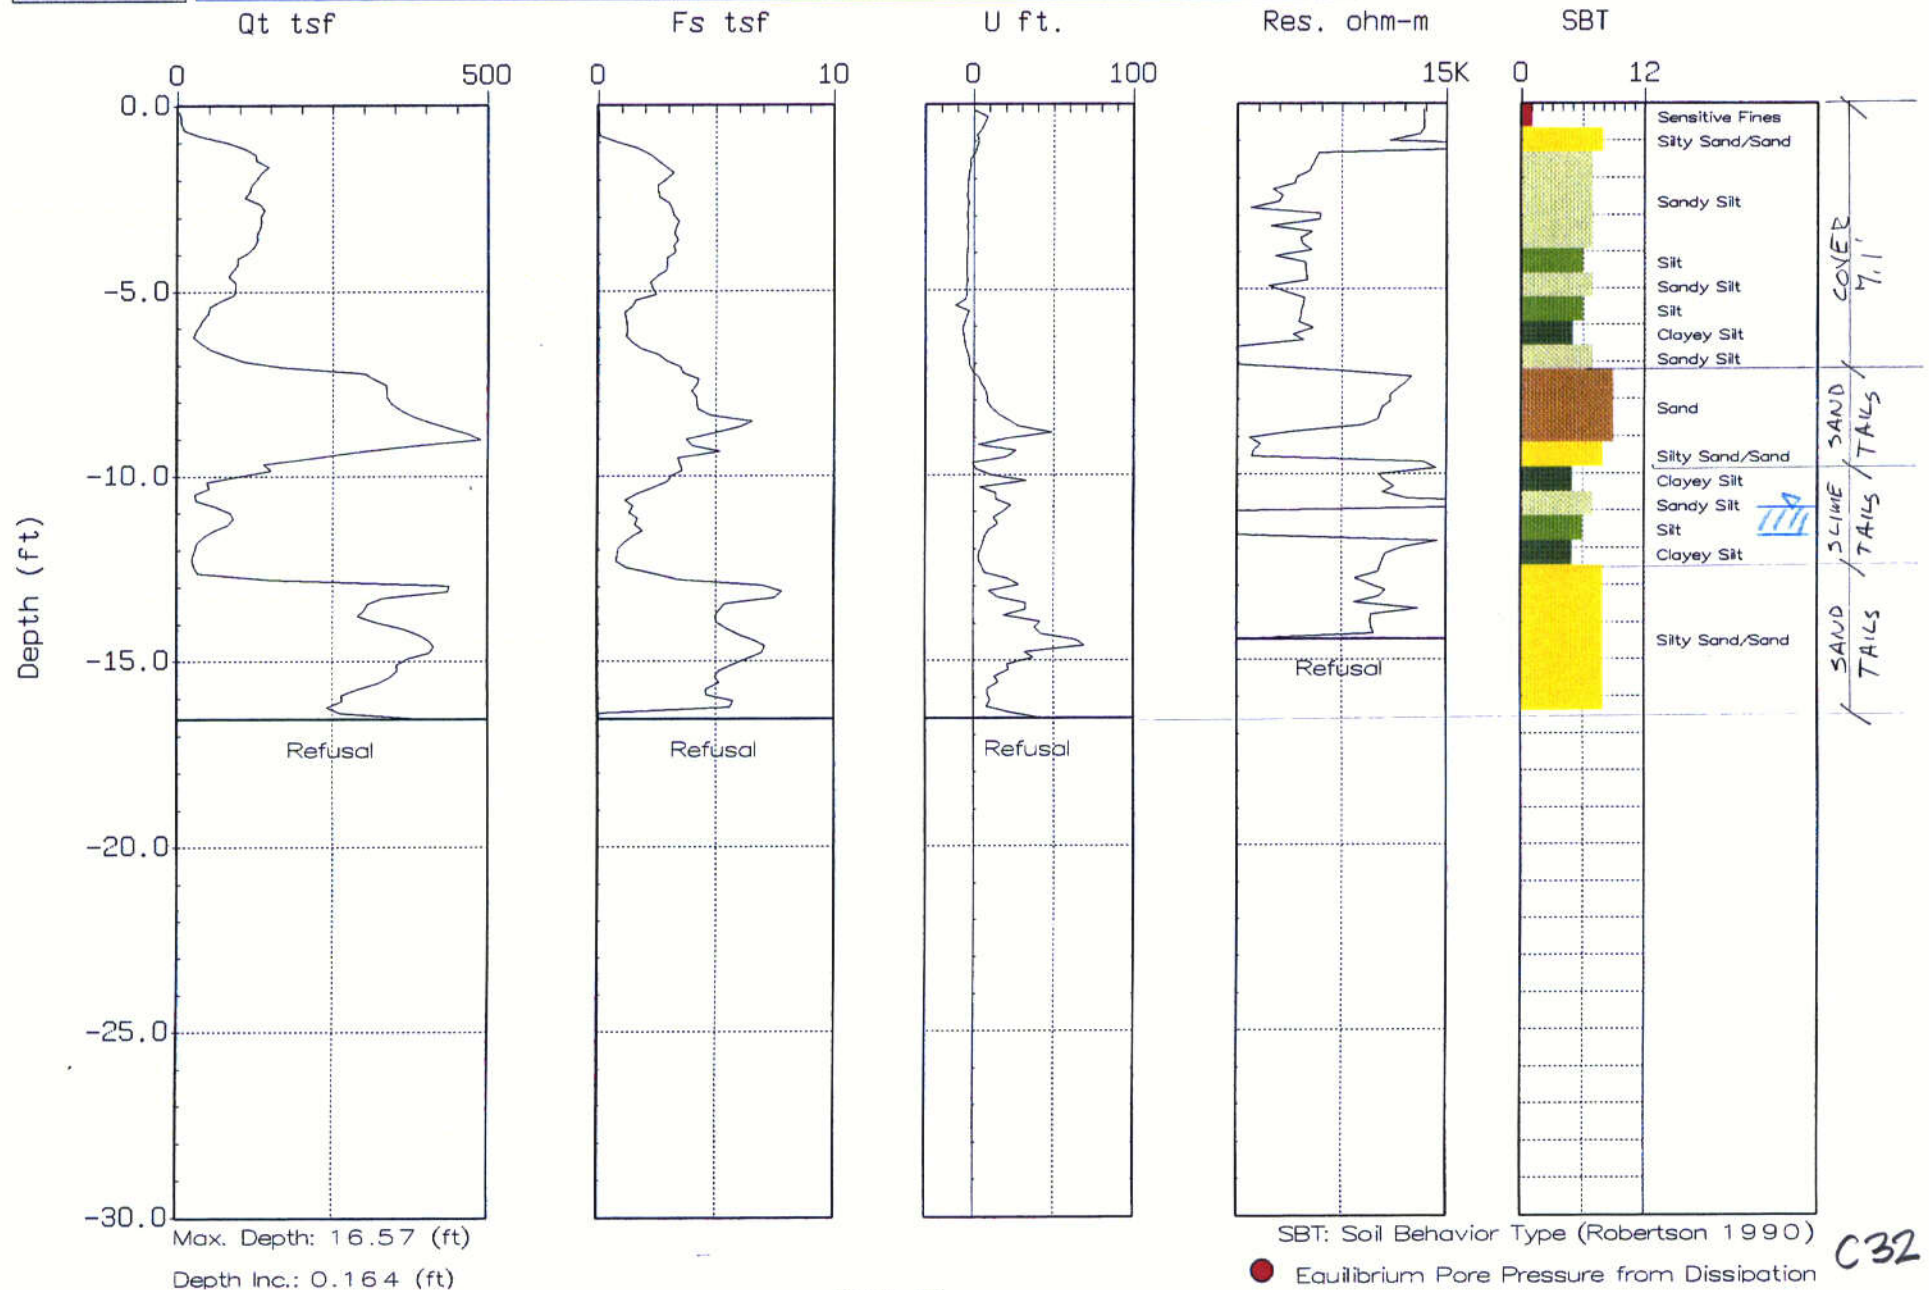 Qt tsf
Fs tsf
U ft.
Res. ohm-m
SBT
0 500
0 10
0 100
15K
0 12
Depth (ft)
0.0
-5.0
-10.0
-15.0
-20.0
-25.0
-30.0
Sensitive Fines
Silty Sand/Sand
Sandy Silt
Silt
Sandy Silt
Silt
Clayey Silt
Sandy Silt
Sand
Silty Sand/Sand
Clayey Silt
Sandy Silt
Silt
Clayey Silt
Silty Sand/Sand
COVER
7.1'
SAND
TAILS
SLIME
TAILS
SAND
TAILS
Refusal
Refusal
Refusal
Refusal
Max. Depth: 16.57 (ft)
Depth Inc.: 0.164 (ft)
SBT: Soil Behavior Type (Robertson 1990)
Equilibrium Pore Pressure from Dissipation
C32